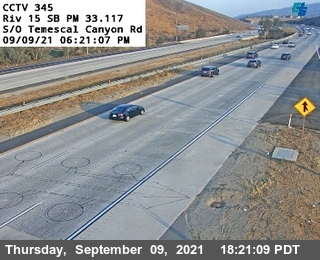 CCTV 345
Riv 15 SB PM 33.117
S/O Temescal Canyon Rd
09/09/21 06:21:07 PM
Thursday, September 09, 2021 18:21:09 PDT